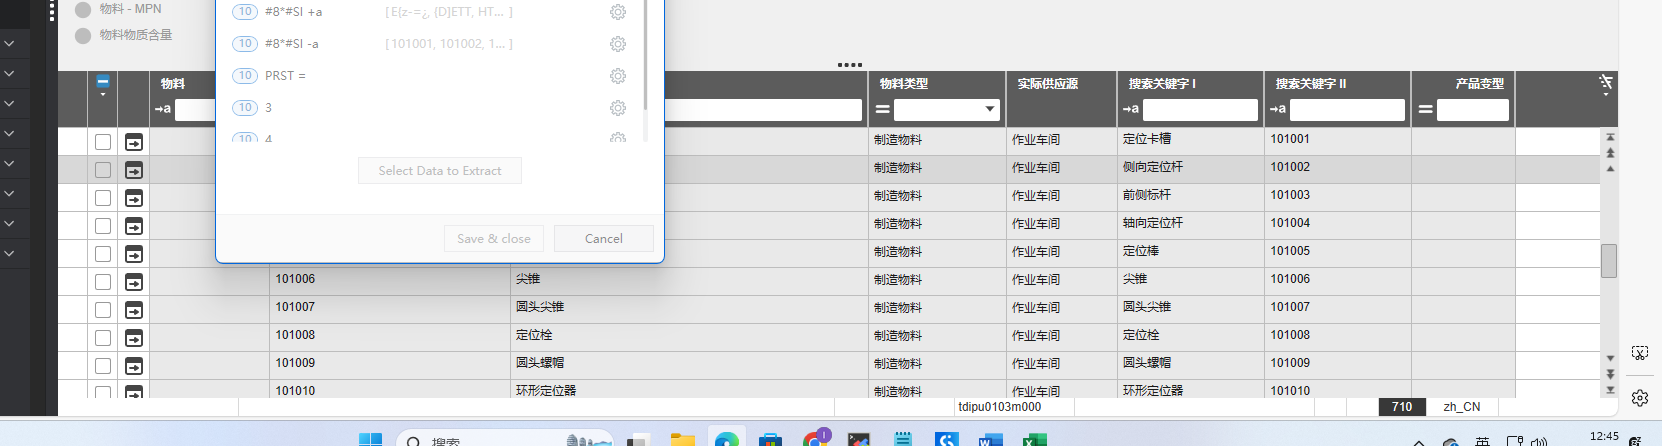 物料 - MPN
物料物质含量
10 #8*#SI +a [ E(z-=¿, (D]ETT, HT... ]
10 #8*#SI -a [ 101001, 101002, 1... ]
10 PRST =
10 3
10 4
Select Data to Extract
Save & close Cancel
物料 物料类型 实际供应源 搜索关键字 I 搜索关键字 II 产品变型
制造物料 作业车间 定位卡槽 101001
制造物料 作业车间 侧向定位杆 101002
制造物料 作业车间 前侧标杆 101003
制造物料 作业车间 轴向定位杆 101004
制造物料 作业车间 定位棒 101005
101006 尖锥 制造物料 作业车间 尖锥 101006
101007 圆头尖锥 制造物料 作业车间 圆头尖锥 101007
101008 定位栓 制造物料 作业车间 定位栓 101008
101009 圆头螺帽 制造物料 作业车间 圆头螺帽 101009
101010 环形定位器 制造物料 作业车间 环形定位器 101010
tdipu0103m000 710 zh_CN
搜索 英 12:45